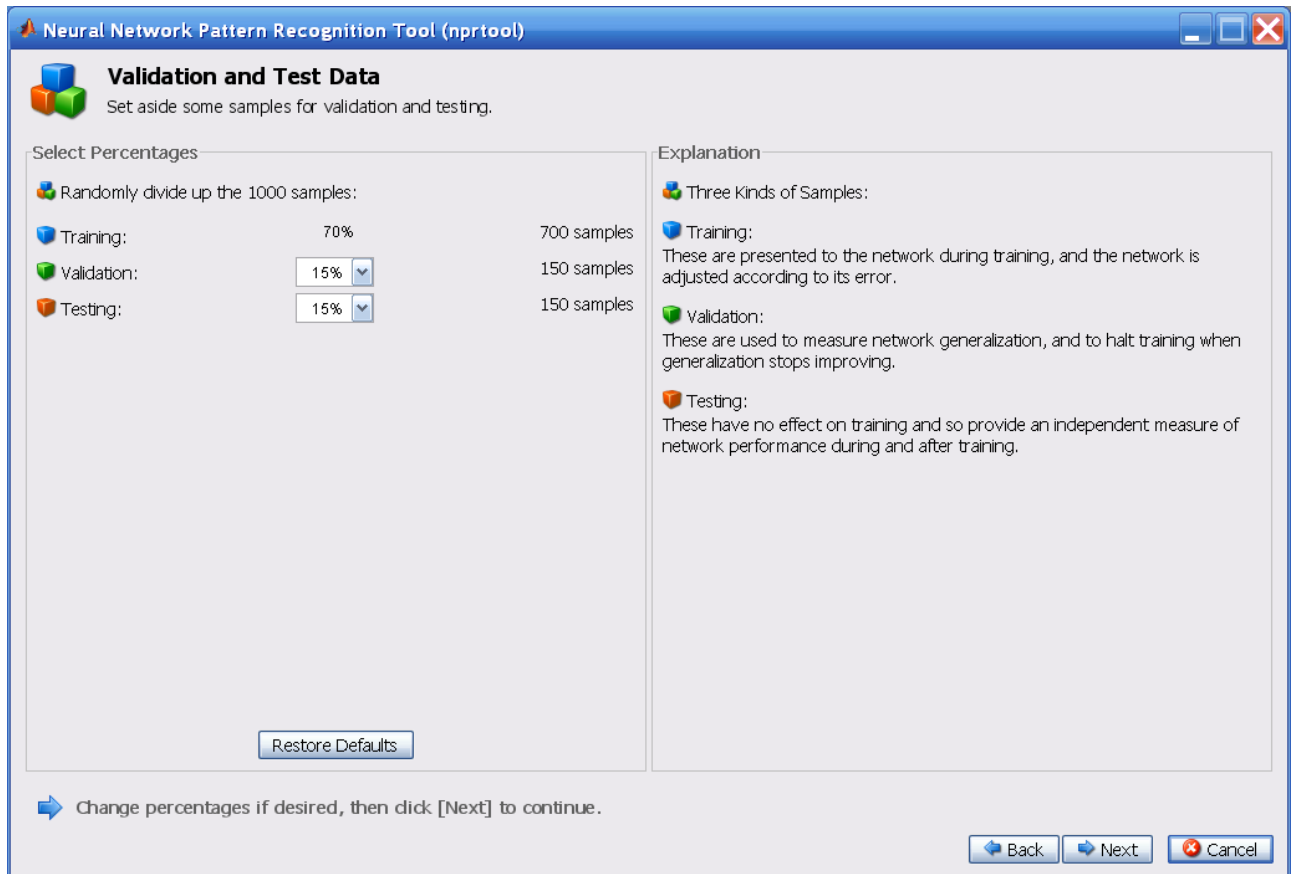 Neural Network Pattern Recognition Tool (nprtool)
Validation and Test Data
Set aside some samples for validation and testing.
Select Percentages
Randomly divide up the 1000 samples:
Training: 70% 700 samples
Validation: 15% 150 samples
Testing: 15% 150 samples
Restore Defaults
Explanation
Three Kinds of Samples:
Training:
These are presented to the network during training, and the network is
adjusted according to its error.
Validation:
These are used to measure network generalization, and to halt training when
generalization stops improving.
Testing:
These have no effect on training and so provide an independent measure of
network performance during and after training.
Change percentages if desired, then click [Next] to continue.
Back Next Cancel